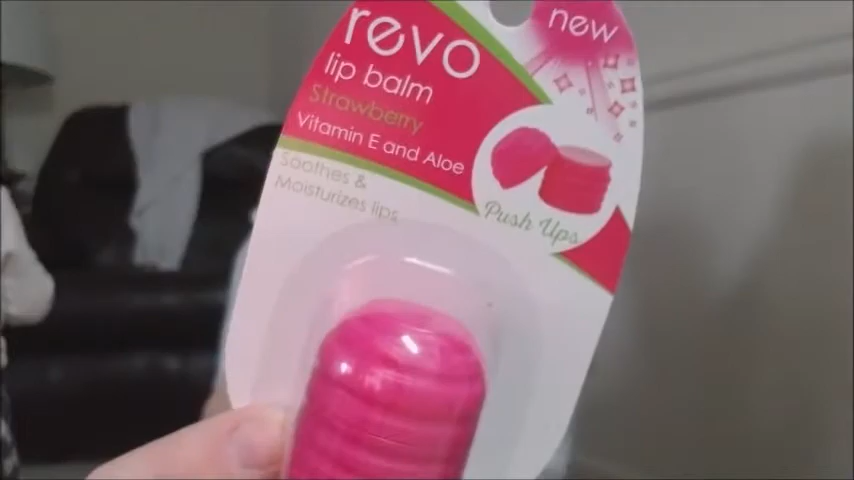 revo
new
lip balm
Strawberry
Vitamin E and Aloe
Soothes &
Moisturizes lips
Push Ups